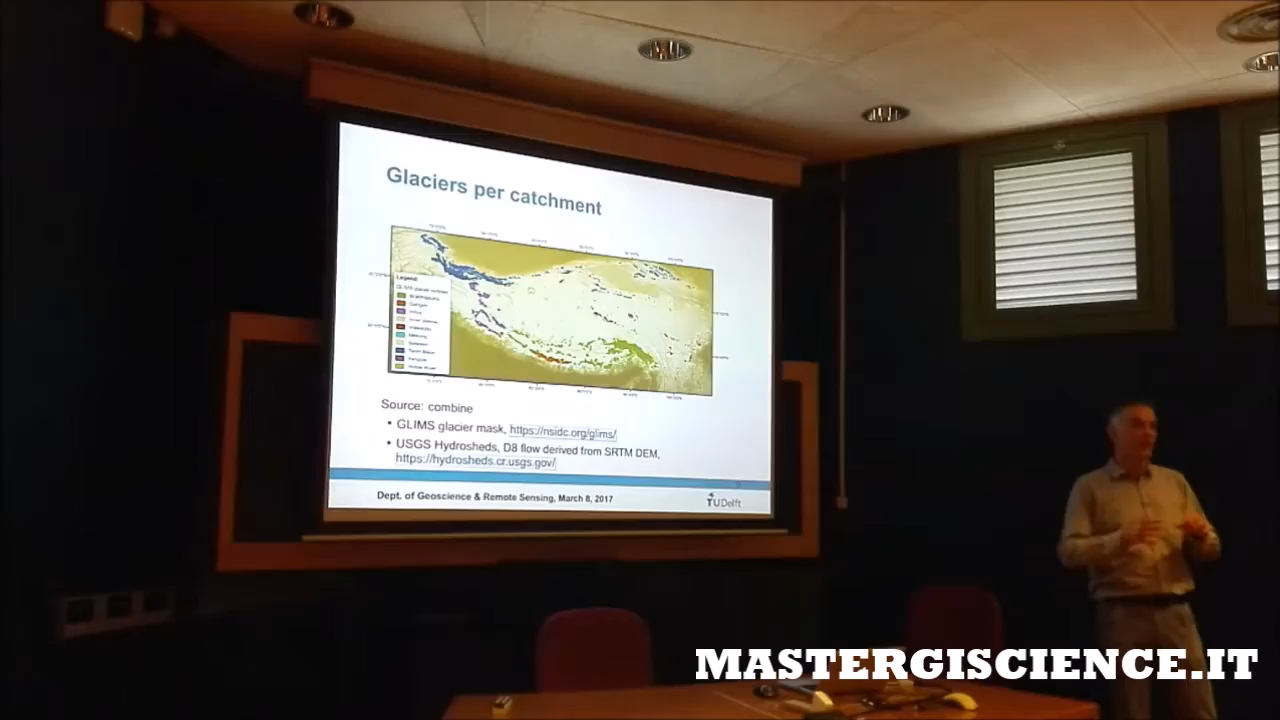 Glaciers per catchment
Legend
Source: combine
• GLIMS glacier mask, https://nsidc.org/glims/
• USGS Hydrosheds, D8 flow derived from SRTM DEM,
https://hydrosheds.cr.usgs.gov/
Dept. of Geoscience & Remote Sensing, March 8, 2017
TUDelft
MASTERGISCIENCE.IT